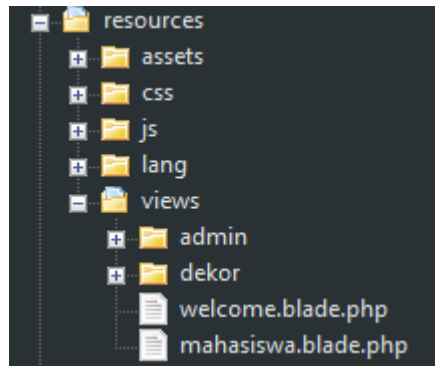 resources
assets
css
js
lang
views
admin
dekor
welcome.blade.php
mahasiswa.blade.php